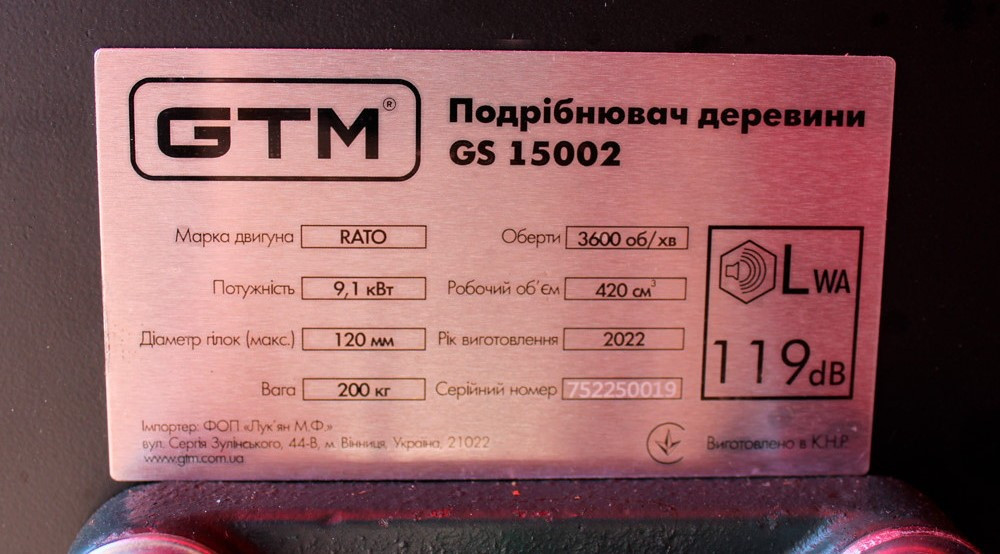 GTM®
Подрібнювач деревини
GS 15002
Марка двигуна RATO
Оберти 3600 об/хв
Потужність 9,1 кВт
Робочий об'єм 420 см³
Діаметр гілок (макс.) 120 мм
Рік виготовлення 2022
Вага 200 кг
Серійний номер 752250019
LWA
119dB
Імпортер: ФОП «Лук'ян М.Ф.»
вул. Сергія Зулінського, 44-В, м. Вінниця, Україна, 21022
www.gtm.com.ua
Виготовлено в К.Н.Р.